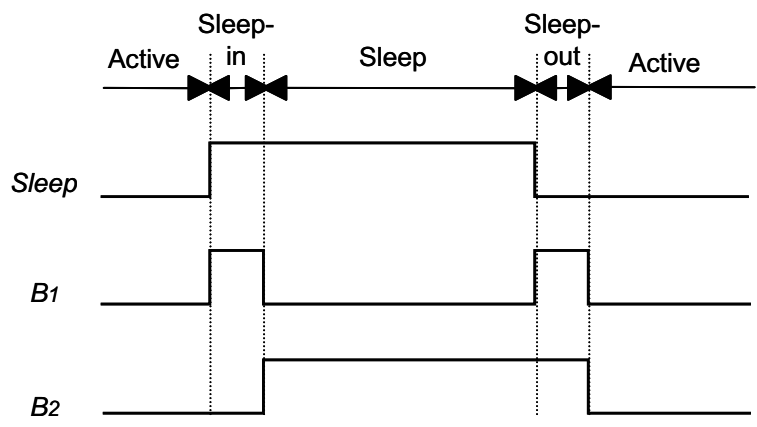 Sleep-
in
Sleep-
out
Active
Sleep
Active
Sleep
B1
B2